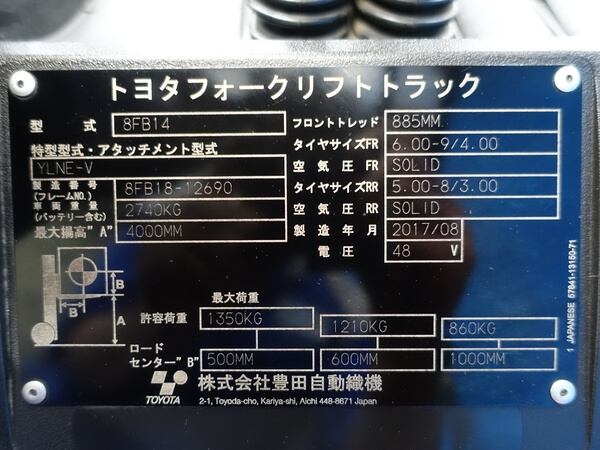 トヨタフォークリフトトラック
型 式 8FB14
特型型式・アタッチメント型式
YLNE-V
製造番号 (フレームNO.) 8FB18-12690
車両重量 (バッテリー含む) 2740KG
最大揚高"A" 4000MM
フロントトレッド 885MM
タイヤサイズFR 6.00-9/4.00
空気圧 FR SOLID
タイヤサイズRR 5.00-8/3.00
空気圧 RR SOLID
製造年月 2017/08
電圧 48 V
B
B
A
最大荷重
許容荷重 1350KG 1210KG 860KG
ロード
センター"B" 500MM 600MM 1000MM
TOYOTA 株式会社豊田自動織機
2-1, Toyoda-cho, Kariya-shi, Aichi 448-8671 Japan
1 JAPANESE 57641-13150-71